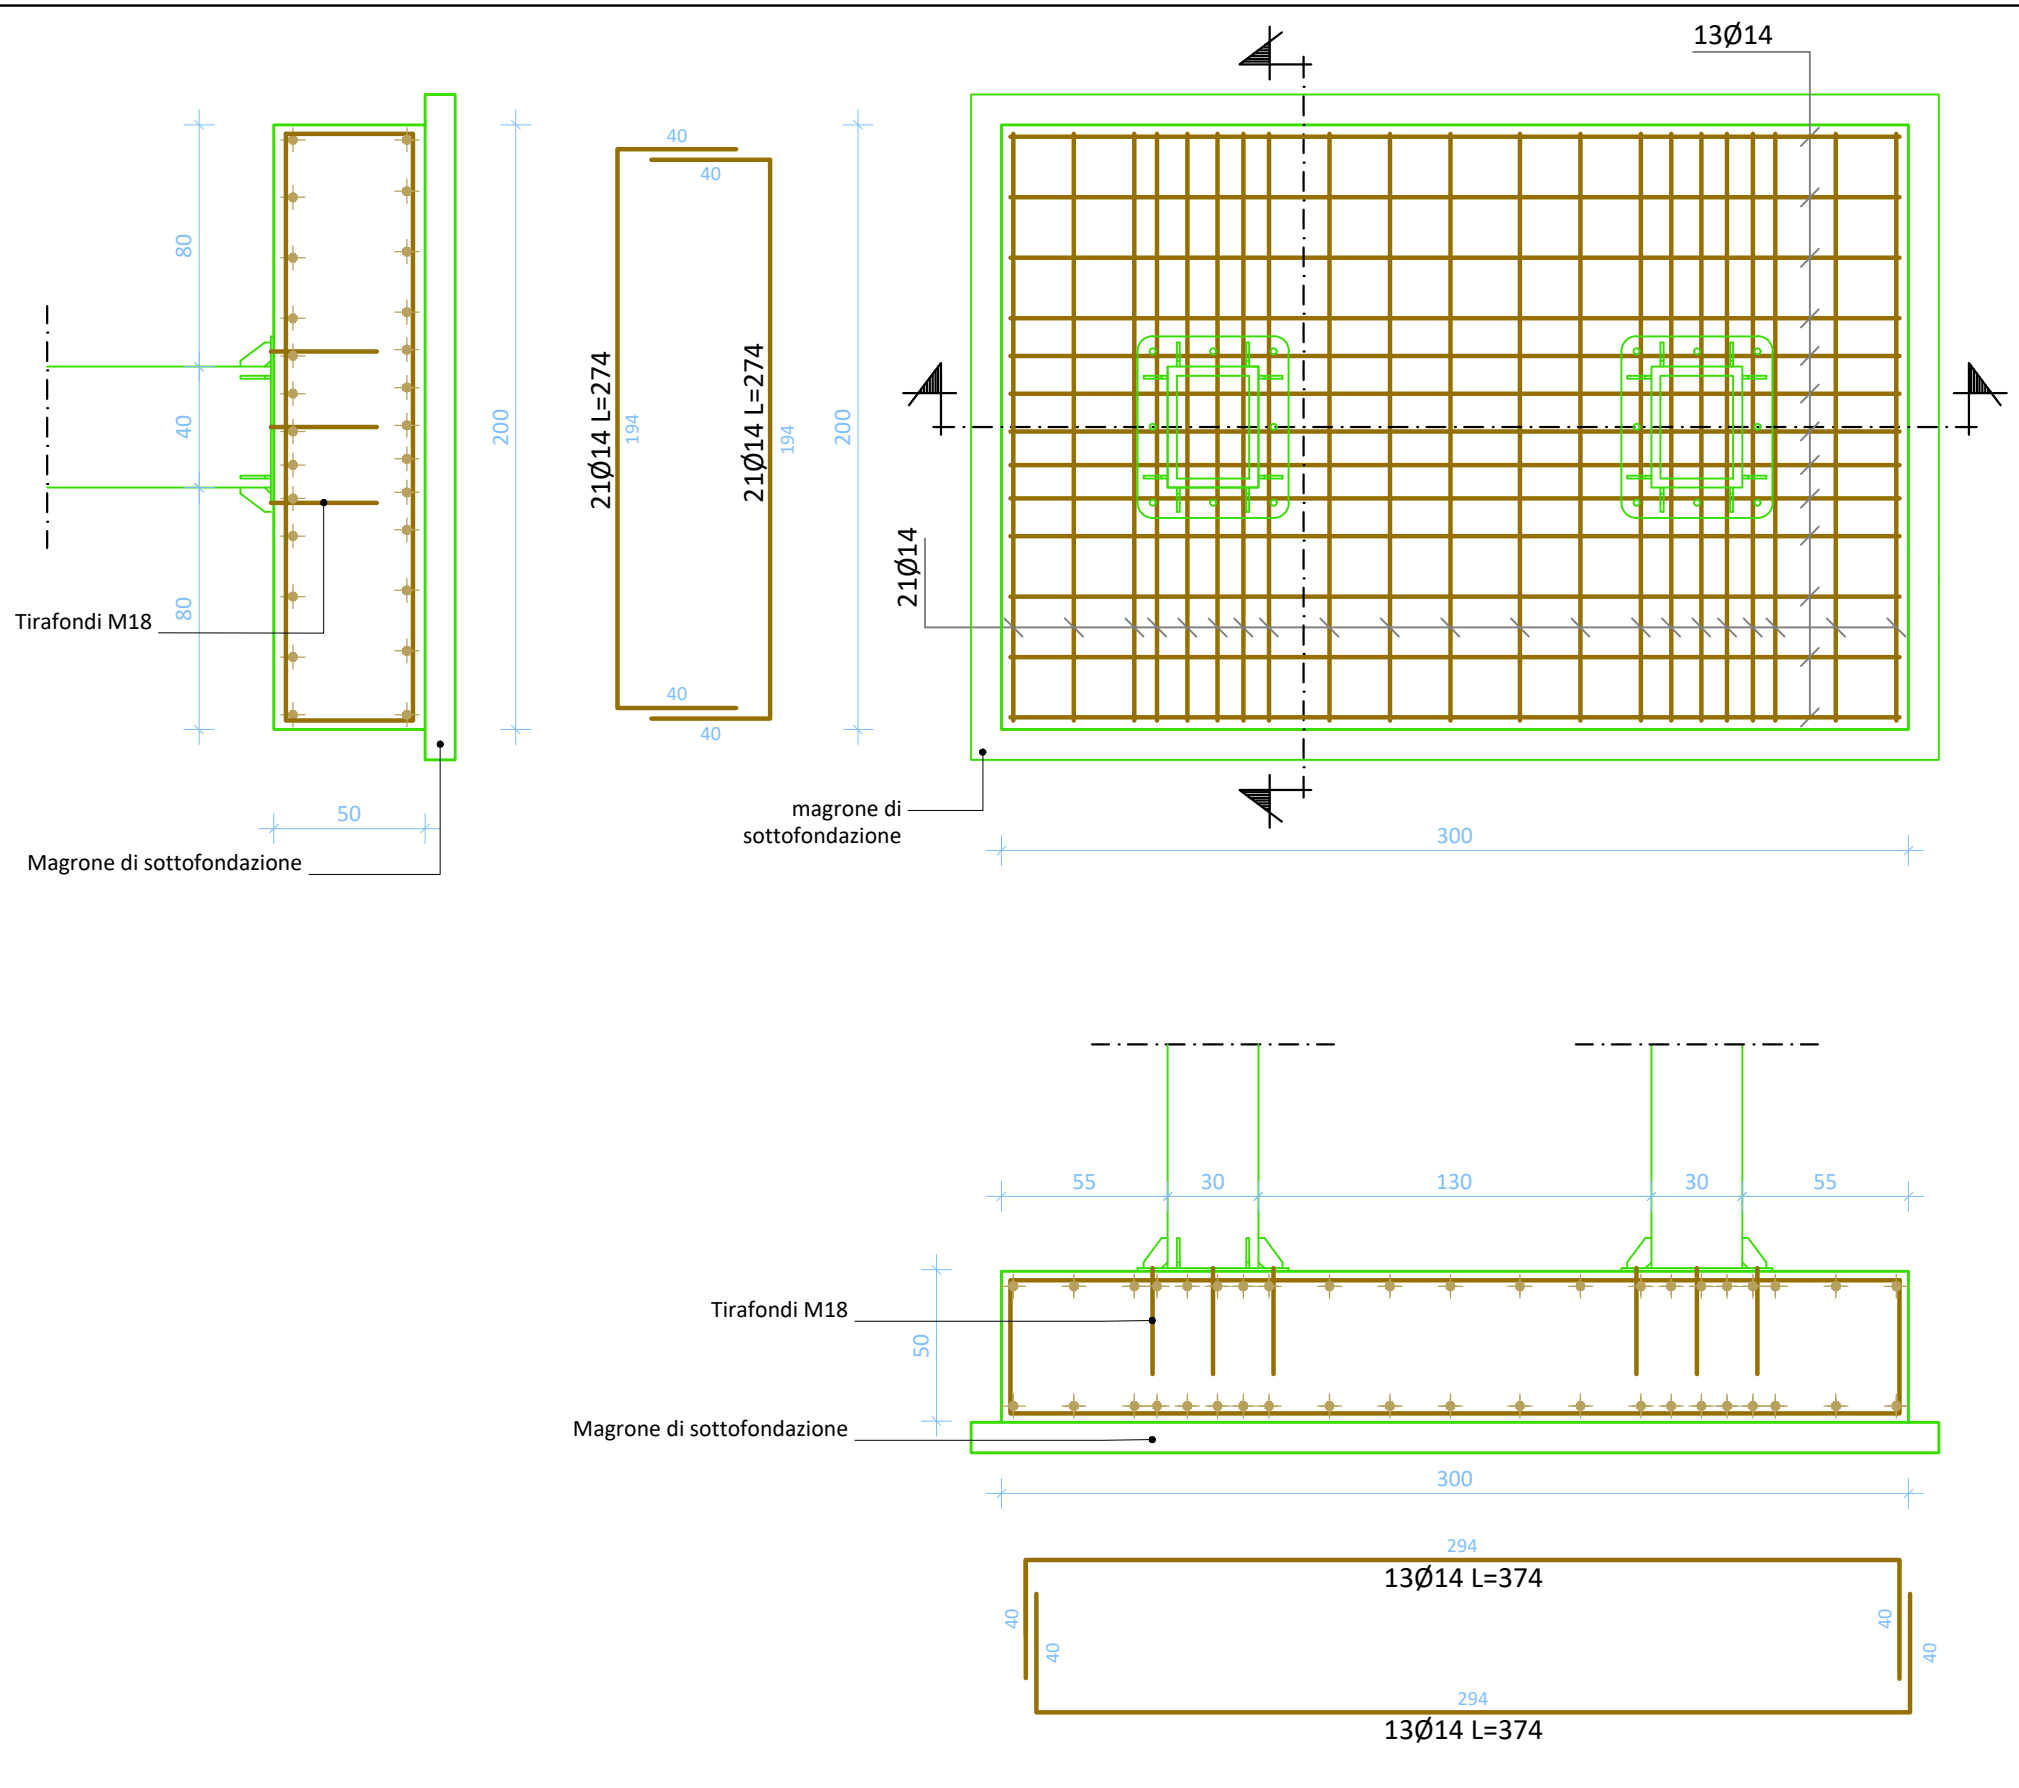 13Ø14
40
40
80
40
80
200
21Ø14 L=274
194
21Ø14 L=274
194
200
40
40
21Ø14
Tirafondi M18
50
Magrone di sottofondazione
magrone di
sottofondazione
300
55
30
130
30
55
Tirafondi M18
50
Magrone di sottofondazione
300
294
13Ø14 L=374
40
40
40
40
294
13Ø14 L=374